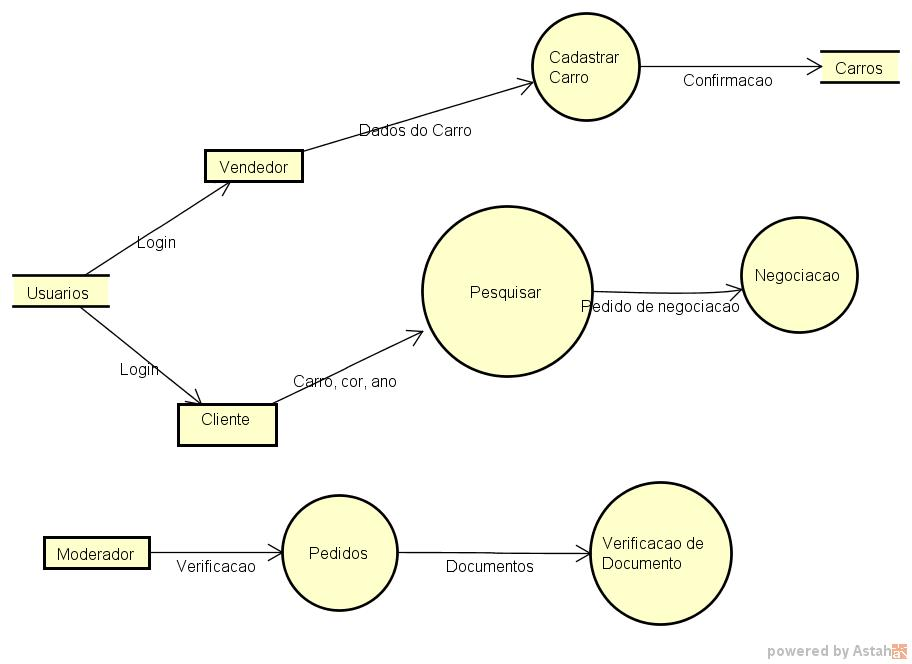 Cadastrar
Carro
Confirmacao
Carros
Dados do Carro
Vendedor
Login
Usuarios
Pesquisar
Pedido de negociacao
Negociacao
Login
Carro, cor, ano
Cliente
Moderador
Verificacao
Pedidos
Documentos
Verificacao de
Documento
powered by Astah